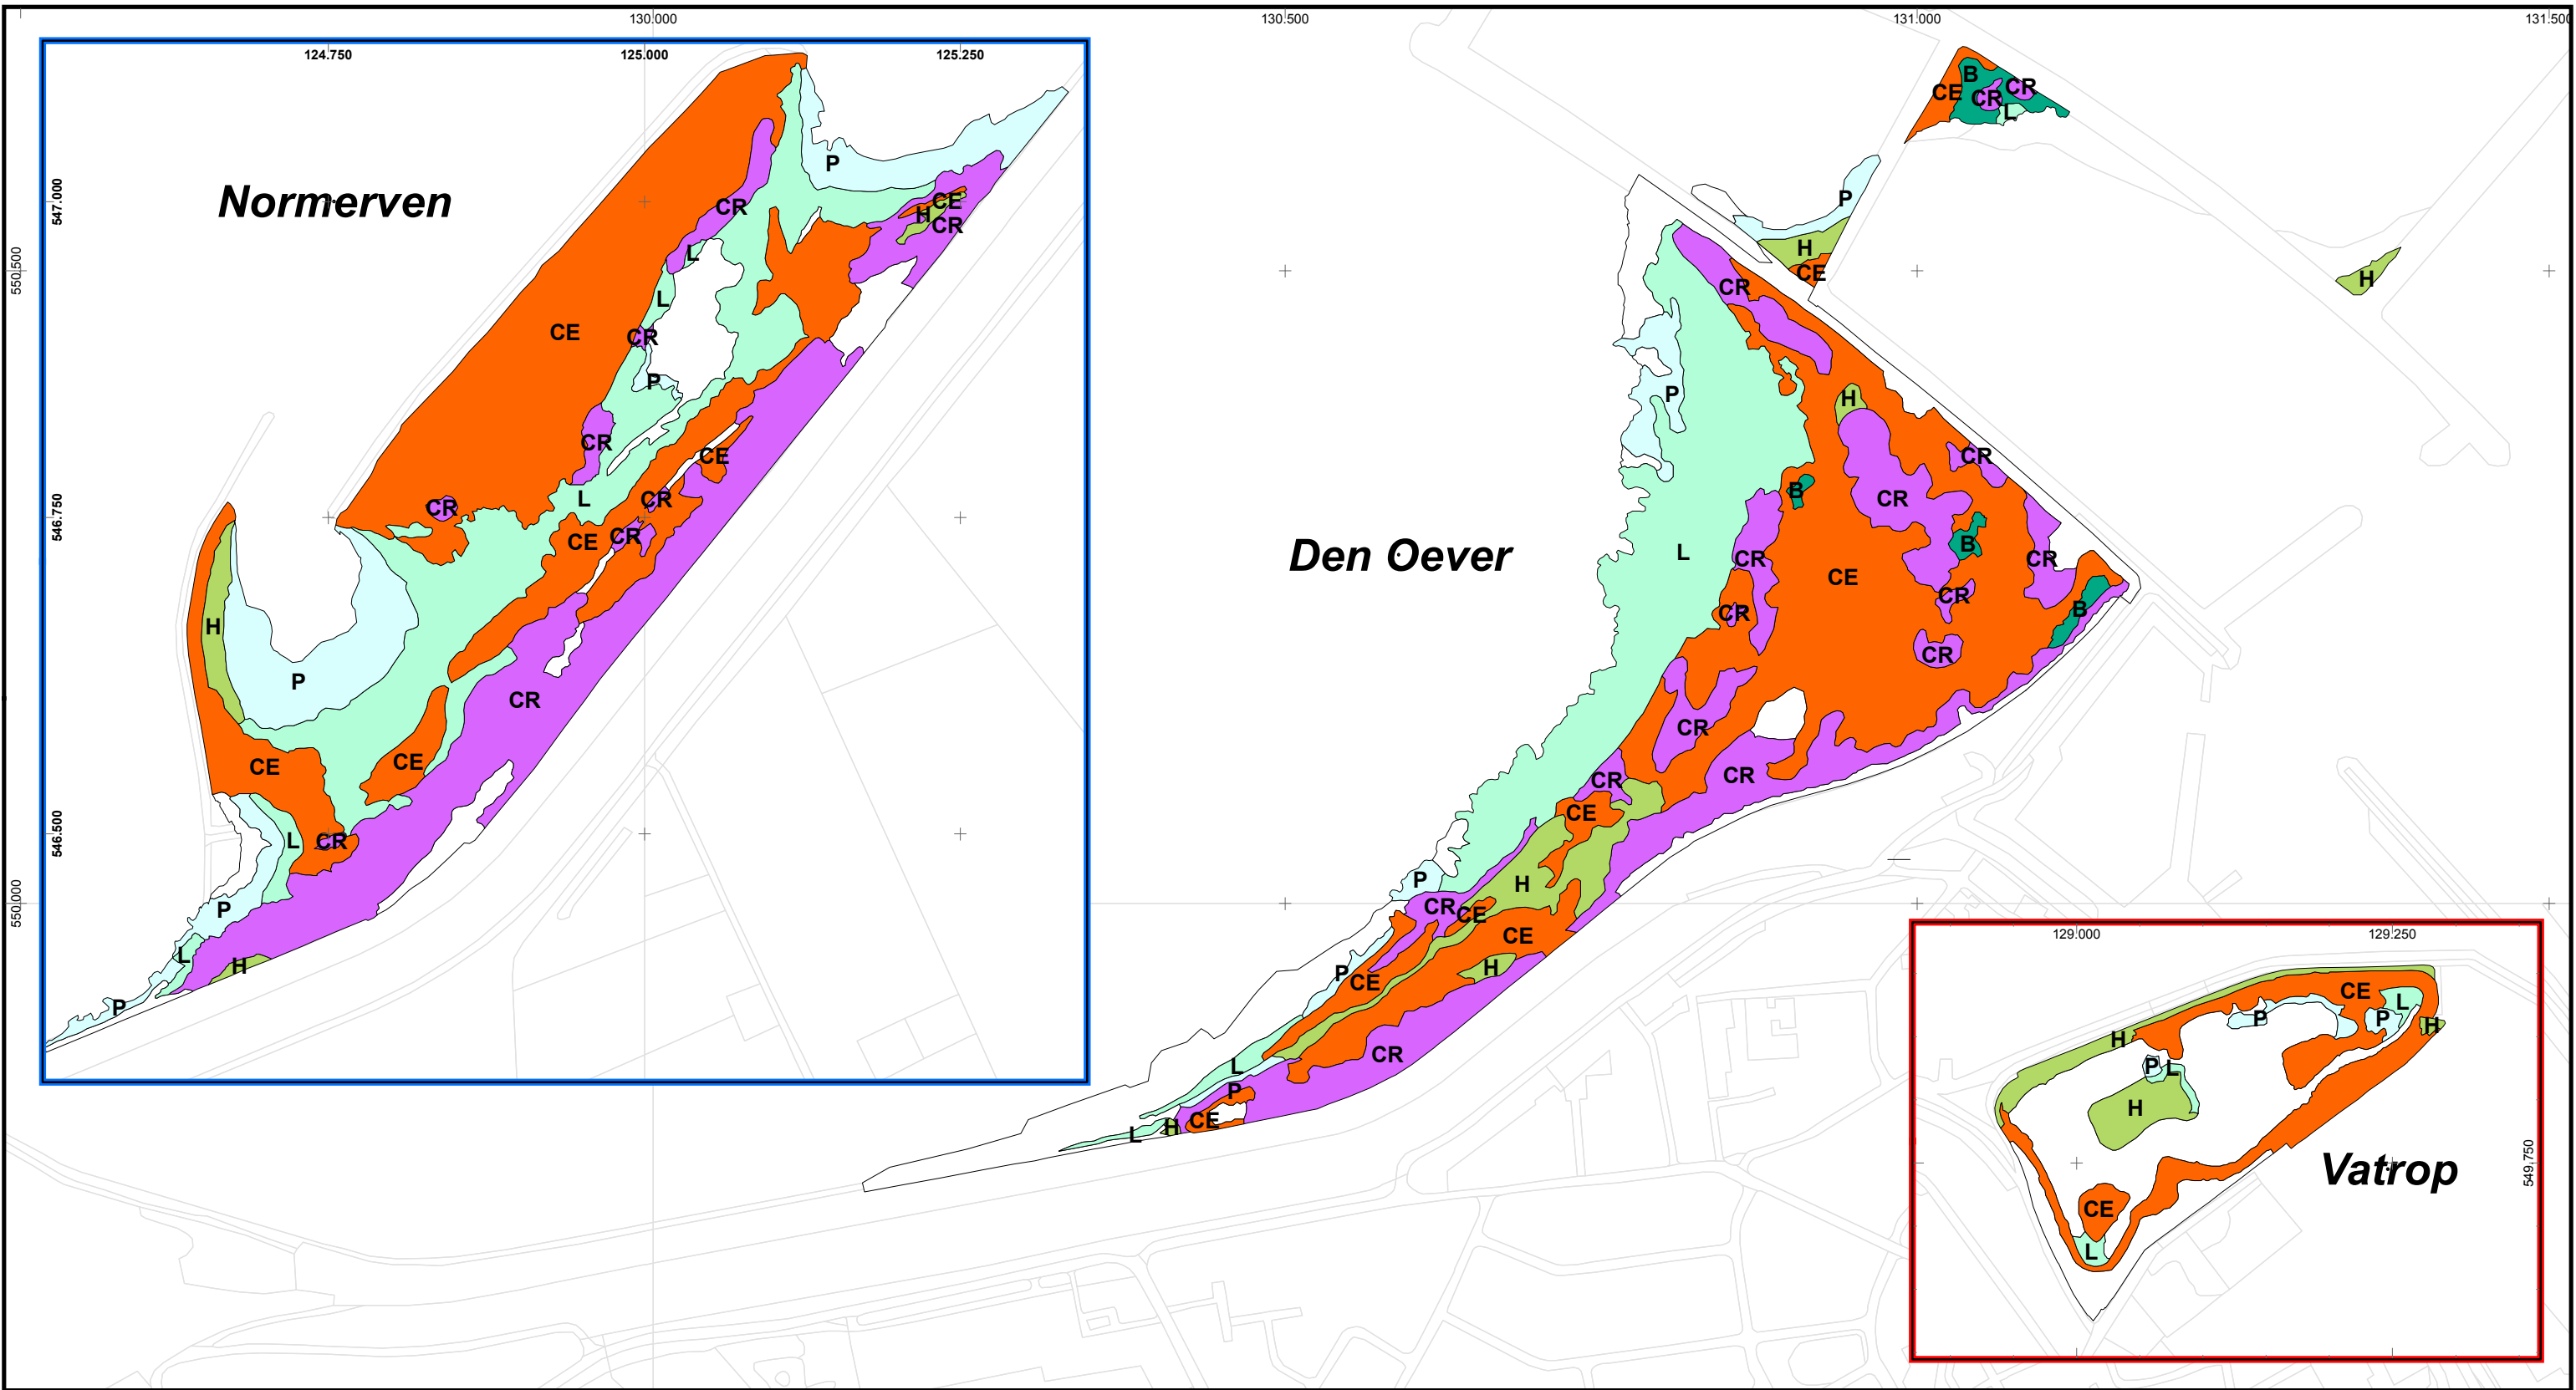 130.000 130.500 131.000 131.500
124.750 125.000 125.250
B
CE CR CR
L
P
P
547.000 Normerven
CR CE
H CR
H
CE
L
550.500
H
CR
L
CE
CR
P
P
H
CR
CE
CR
B
CR
L
CR
CR
546.750
CE
CR
B
Den Oever
L
CR
CR
CE
CR
B
CR
H
CR
P
CR
CR
CE
CE
CR
CR
CE
L
CR
546.500
P
H
550.000
P
CR
CE
CE
129.000 129.250
L
H
H
P
CE
CE
L
P
P
H
P
H
CR
L
P L
P
H
CE
L
H
Vatrop
549.750
CE
L